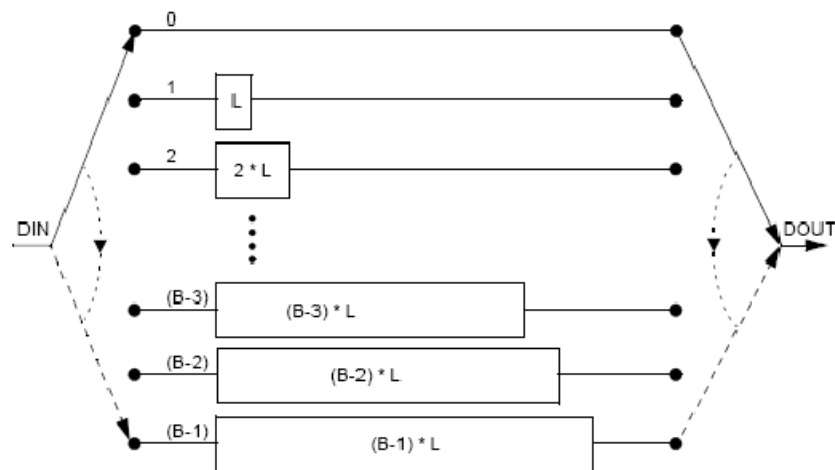 0
1
L
2
2 * L
DIN
DOUT
(B-3)
(B-3) * L
(B-2)
(B-2) * L
(B-1)
(B-1) * L